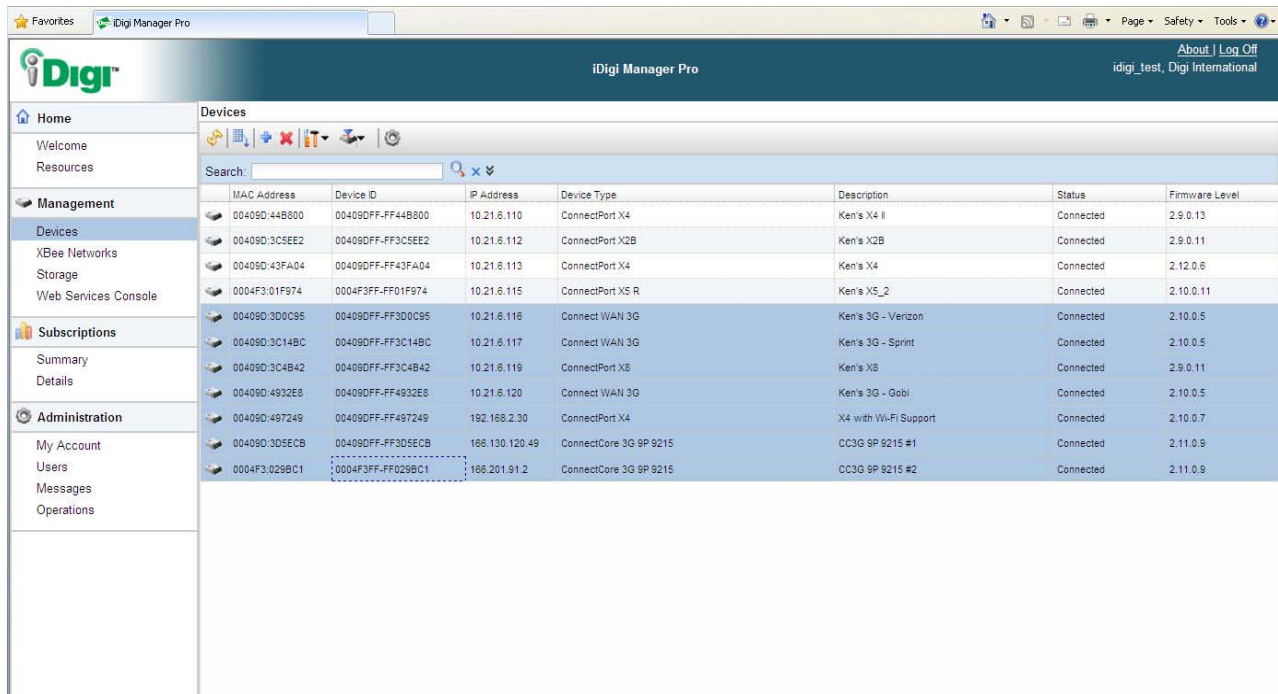 Favorites iDigi Manager Pro Page Safety Tools
iDigi iDigi Manager Pro About | Log Off
idigi_test, Digi International
Home
Welcome
Resources
Management
Devices
XBee Networks
Storage
Web Services Console
Subscriptions
Summary
Details
Administration
My Account
Users
Messages
Operations
Devices
Search:
MAC Address Device ID IP Address Device Type Description Status Firmware Level
00409D:44B800 00409DFF-FF44B800 10.21.6.110 ConnectPort X4 Ken's X4 II Connected 2.9.0.13
00409D:3C5EE2 00409DFF-FF3C5EE2 10.21.6.112 ConnectPort X2B Ken's X2B Connected 2.9.0.11
00409D:43FA04 00409DFF-FF43FA04 10.21.6.113 ConnectPort X4 Ken's X4 Connected 2.12.0.6
0004F3:01F974 0004F3FF-FF01F974 10.21.6.115 ConnectPort X5 R Ken's X5_2 Connected 2.10.0.11
00409D:3D0C95 00409DFF-FF3D0C95 10.21.6.116 Connect WAN 3G Ken's 3G - Verizon Connected 2.10.0.5
00409D:3C14BC 00409DFF-FF3C14BC 10.21.6.117 Connect WAN 3G Ken's 3G - Sprint Connected 2.10.0.5
00409D:3C4B42 00409DFF-FF3C4B42 10.21.6.119 ConnectPort X8 Ken's X8 Connected 2.9.0.11
00409D:4932E8 00409DFF-FF4932E8 10.21.6.120 Connect WAN 3G Ken's 3G - Gobi Connected 2.10.0.5
00409D:497249 00409DFF-FF497249 192.168.2.30 ConnectPort X4 X4 with Wi-Fi Support Connected 2.10.0.7
00409D:3D5ECB 00409DFF-FF3D5ECB 166.130.120.49 ConnectCore 3G 9P 9215 CC3G 9P 9215 #1 Connected 2.11.0.9
0004F3:029BC1 0004F3FF-FF029BC1 166.201.91.2 ConnectCore 3G 9P 9215 CC3G 9P 9215 #2 Connected 2.11.0.9